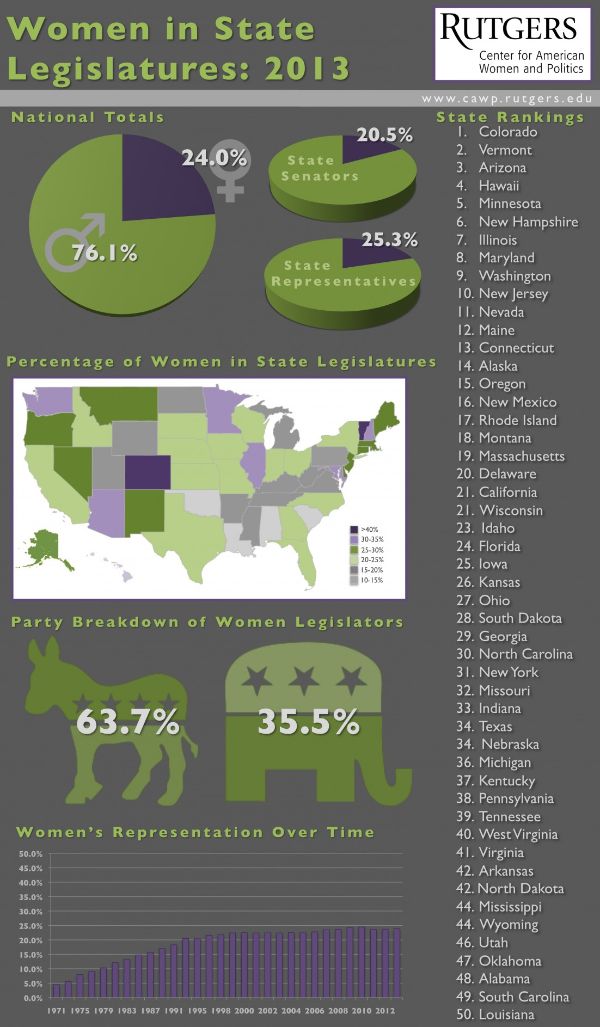 Women in State
Legislatures: 2013
RUTGERS
Center for American
Women and Politics
www.cawp.rutgers.edu
National Totals
24.0%
76.1%
20.5%
State
Senators
25.3%
State
Representatives
Percentage of Women in State Legislatures
>40%
30-35%
25-30%
20-25%
15-20%
10-15%
Party Breakdown of Women Legislators
63.7%
35.5%
Women's Representation Over Time
50.0%
45.0%
40.0%
35.0%
30.0%
25.0%
20.0%
15.0%
10.0%
5.0%
0.0%
1971 1975 1979 1983 1987 1991 1995 1998 2000 2002 2004 2006 2008 2010 2012
State Rankings
1. Colorado
2. Vermont
3. Arizona
4. Hawaii
5. Minnesota
6. New Hampshire
7. Illinois
8. Maryland
9. Washington
10. New Jersey
11. Nevada
12. Maine
13. Connecticut
14. Alaska
15. Oregon
16. New Mexico
17. Rhode Island
18. Montana
19. Massachusetts
20. Delaware
21. California
21. Wisconsin
23. Idaho
24. Florida
25. Iowa
26. Kansas
27. Ohio
28. South Dakota
29. Georgia
30. North Carolina
31. New York
32. Missouri
33. Indiana
34. Texas
34. Nebraska
36. Michigan
37. Kentucky
38. Pennsylvania
39. Tennessee
40. West Virginia
41. Virginia
42. Arkansas
42. North Dakota
44. Mississippi
44. Wyoming
46. Utah
47. Oklahoma
48. Alabama
49. South Carolina
50. Louisiana